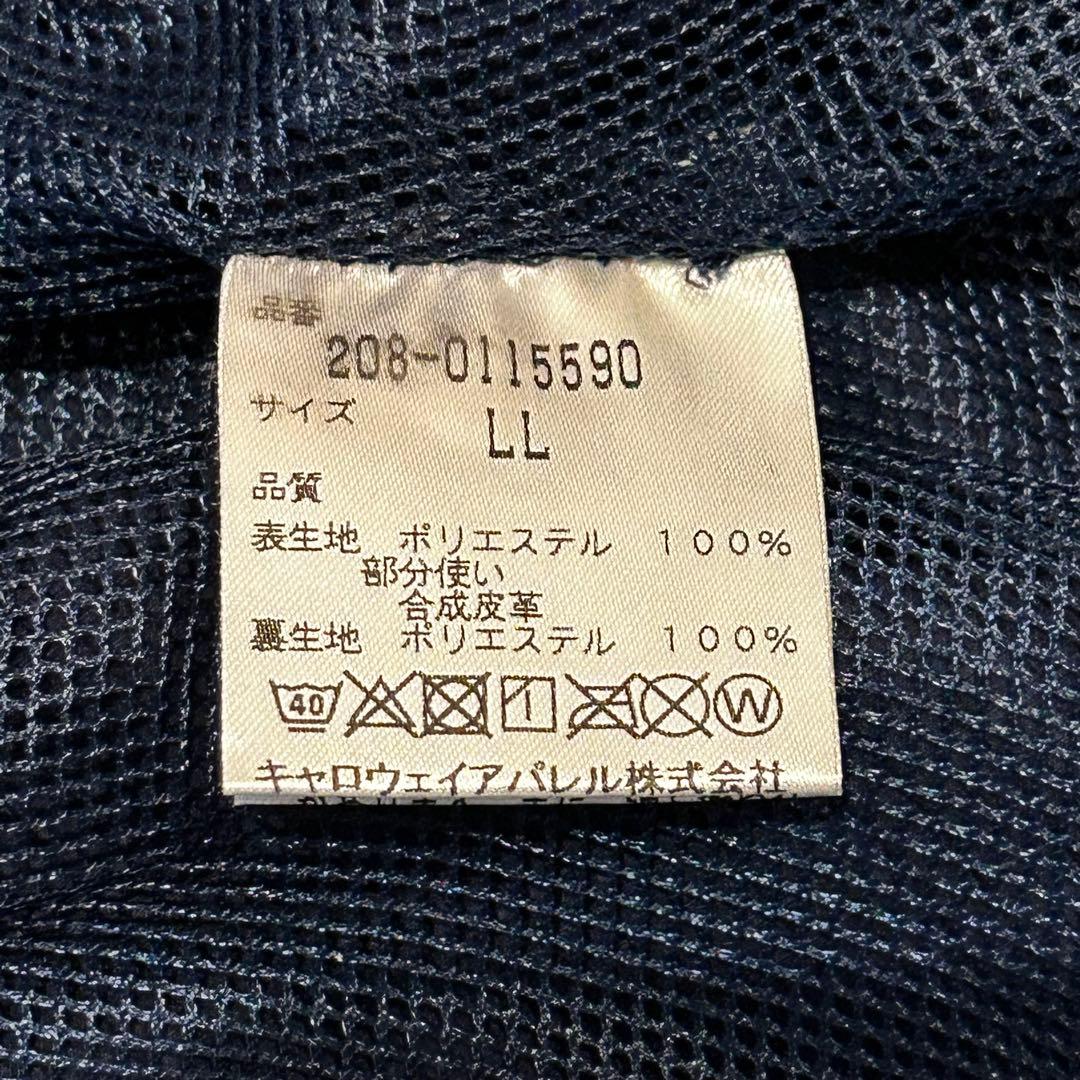 品番
208-0115590
サイズ
LL
品質
表生地 ポリエステル 100%
部分使い
合成皮革
裏生地 ポリエステル 100%
40 1 W
キャロウェイアパレル株式会社